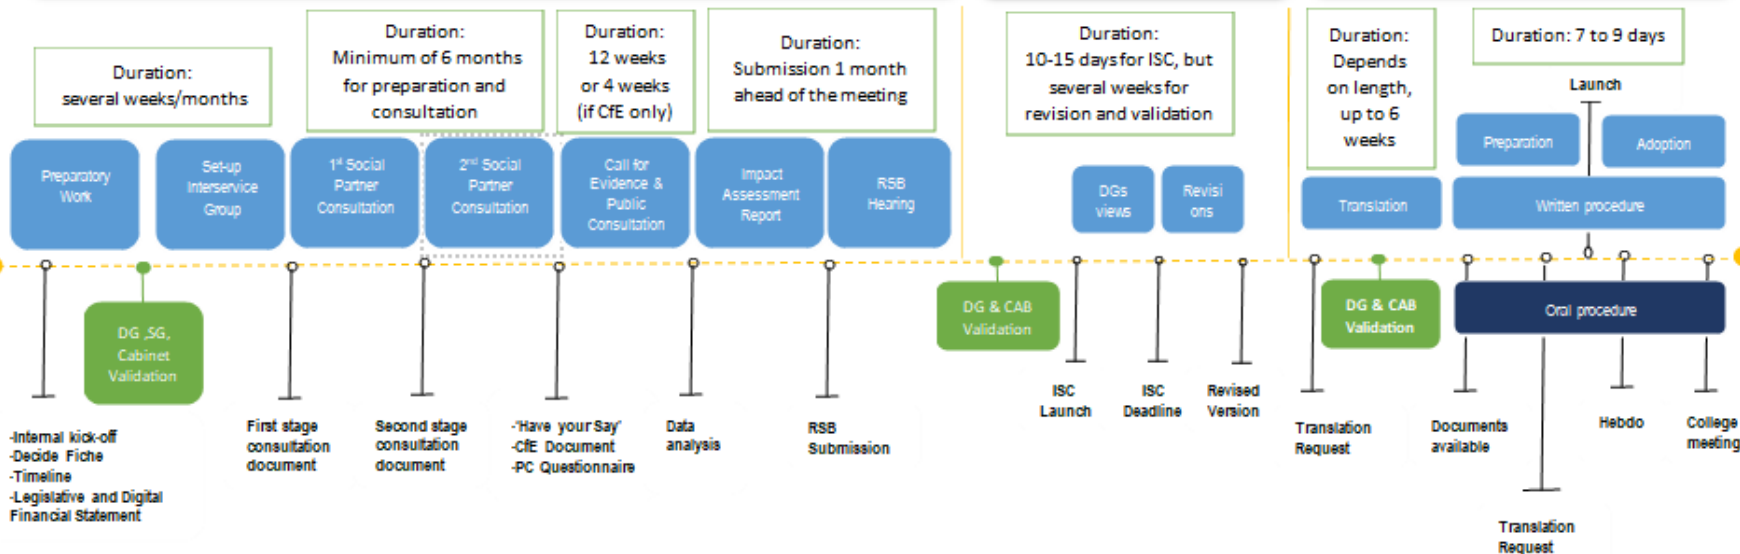 Duration:
several weeks/months
Duration:
Minimum of 6 months
for preparation and
consultation
Duration:
12 weeks
or 4 weeks
(if CfE only)
Duration:
Submission 1 month
ahead of the meeting
Duration:
10-15 days for ISC, but
several weeks for
revision and validation
Duration:
Depends
on length,
up to 6
weeks
Duration: 7 to 9 days
Launch
Preparatory
Work
Set-up
Interservice
Group
1st Social
Partner
Consultation
2nd Social
Partner
Consultation
Call for
Evidence &
Public
Consultation
Impact
Assessment
Report
RSB
Hearing
DGs
views
Revisi
ons
Translation
Preparation
Adoption
Written procedure
DG ,SG,
Cabinet
Validation
DG & CAB
Validation
DG & CAB
Validation
Oral procedure
-Internal kick-off
-Decide Fiche
-Timeline
-Legislative and Digital
Financial Statement
First stage
consultation
document
Second stage
consultation
document
-'Have your Say'
-CfE Document
-PC Questionnaire
Data
analysis
RSB
Submission
ISC
Launch
ISC
Deadline
Revised
Version
Translation
Request
Documents
available
Translation
Request
Hebdo
College
meeting